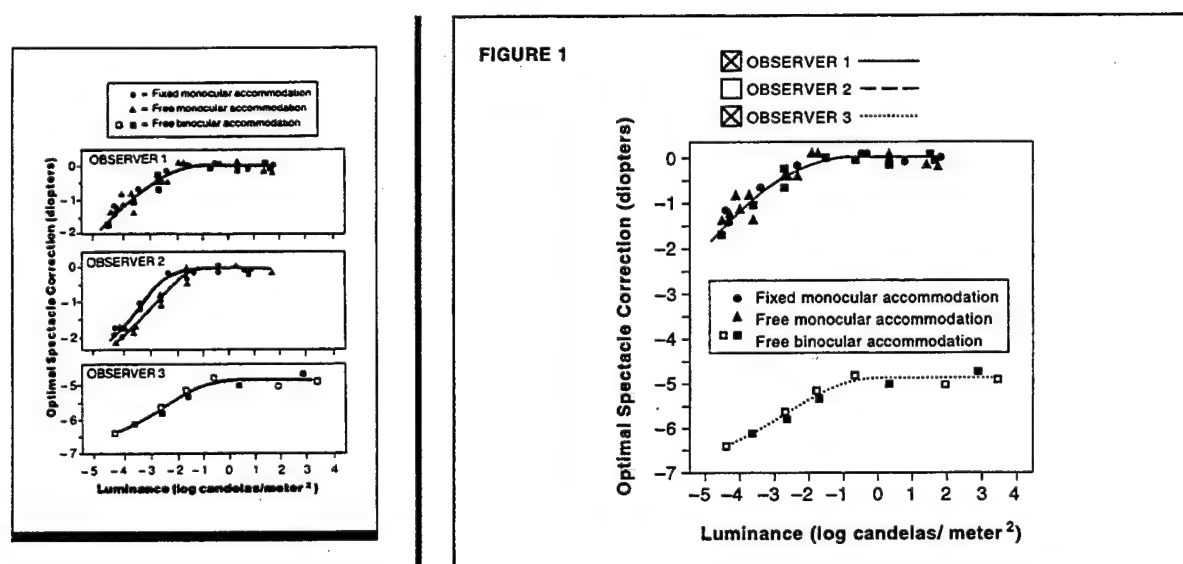 ● = Fixed monocular accommodation
▲ = Free monocular accommodation
□ ■ = Free binocular accommodation
Optimal Spectacle Correction (diopters)
OBSERVER 1
0
−1
−2
OBSERVER 2
0
−1
−2
OBSERVER 3
−5
−6
−7
−5 −4 −3 −2 −1 0 1 2 3 4
Luminance (log candelas/meter²)
FIGURE 1
OBSERVER 1
OBSERVER 2
OBSERVER 3
Optimal Spectacle Correction (diopters)
0
−1
−2
−3
−4
−5
−6
−7
● Fixed monocular accommodation
▲ Free monocular accommodation
□ ■ Free binocular accommodation
−5 −4 −3 −2 −1 0 1 2 3 4
Luminance (log candelas/ meter²)